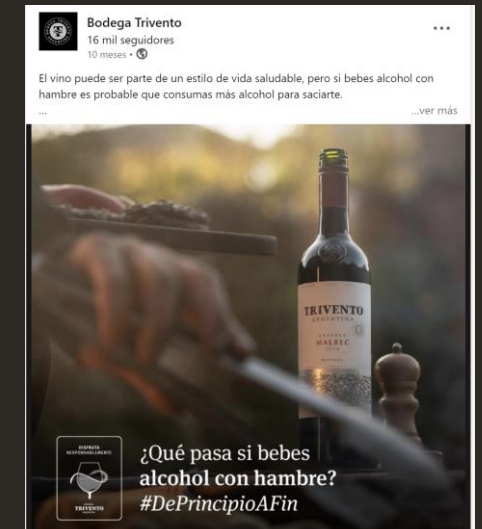 Bodega Trivento
16 mil seguidores
10 meses •
El vino puede ser parte de un estilo de vida saludable, pero si bebes alcohol con
hambre es probable que consumas más alcohol para saciarte.
...
...ver más
TRIVENTO
ARGENTINA
RESERVE
MALBEC
DISFRUTA
RESPONSABLEMENTE
TRIVENTO
¿Qué pasa si bebes
alcohol con hambre?
#DePrincipioAFin